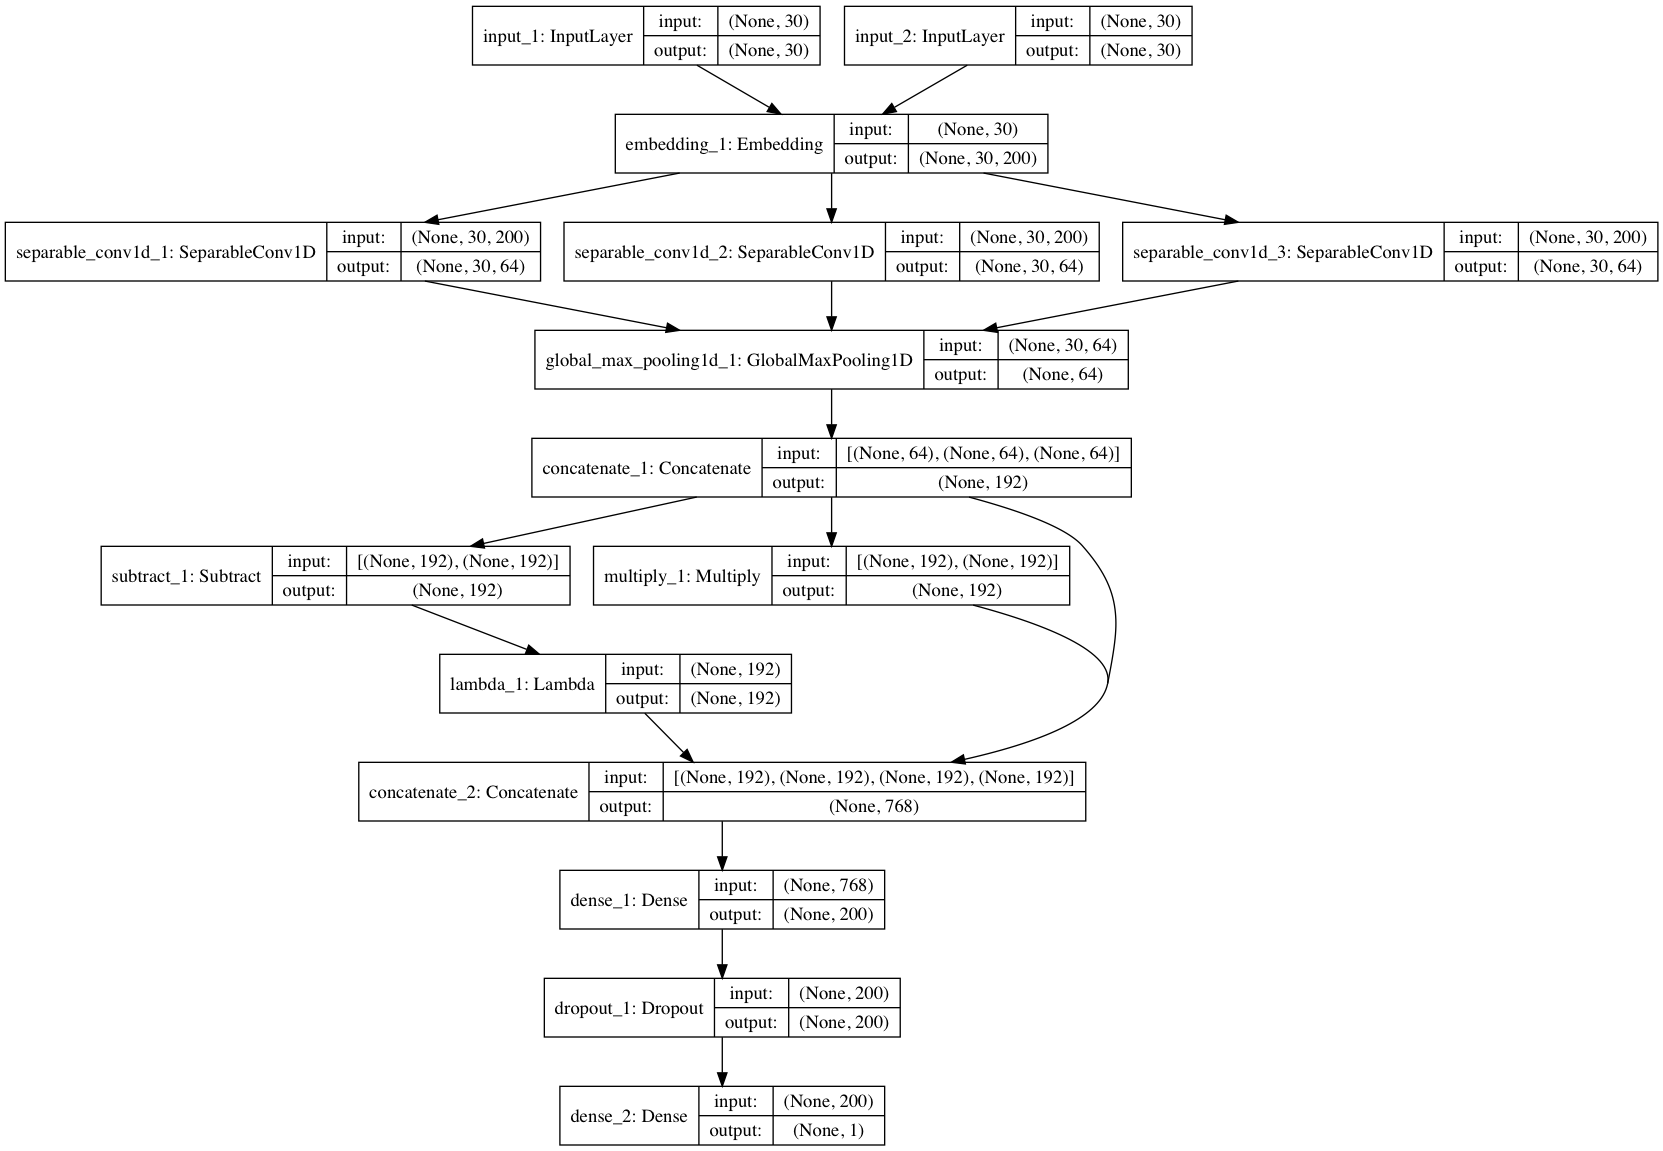 input_1: InputLayer
input: (None, 30)
output: (None, 30)
input_2: InputLayer
input: (None, 30)
output: (None, 30)
embedding_1: Embedding
input: (None, 30)
output: (None, 30, 200)
separable_conv1d_1: SeparableConv1D
input: (None, 30, 200)
output: (None, 30, 64)
separable_conv1d_2: SeparableConv1D
input: (None, 30, 200)
output: (None, 30, 64)
separable_conv1d_3: SeparableConv1D
input: (None, 30, 200)
output: (None, 30, 64)
global_max_pooling1d_1: GlobalMaxPooling1D
input: (None, 30, 64)
output: (None, 64)
concatenate_1: Concatenate
input: [(None, 64), (None, 64), (None, 64)]
output: (None, 192)
subtract_1: Subtract
input: [(None, 192), (None, 192)]
output: (None, 192)
multiply_1: Multiply
input: [(None, 192), (None, 192)]
output: (None, 192)
lambda_1: Lambda
input: (None, 192)
output: (None, 192)
concatenate_2: Concatenate
input: [(None, 192), (None, 192), (None, 192), (None, 192)]
output: (None, 768)
dense_1: Dense
input: (None, 768)
output: (None, 200)
dropout_1: Dropout
input: (None, 200)
output: (None, 200)
dense_2: Dense
input: (None, 200)
output: (None, 1)